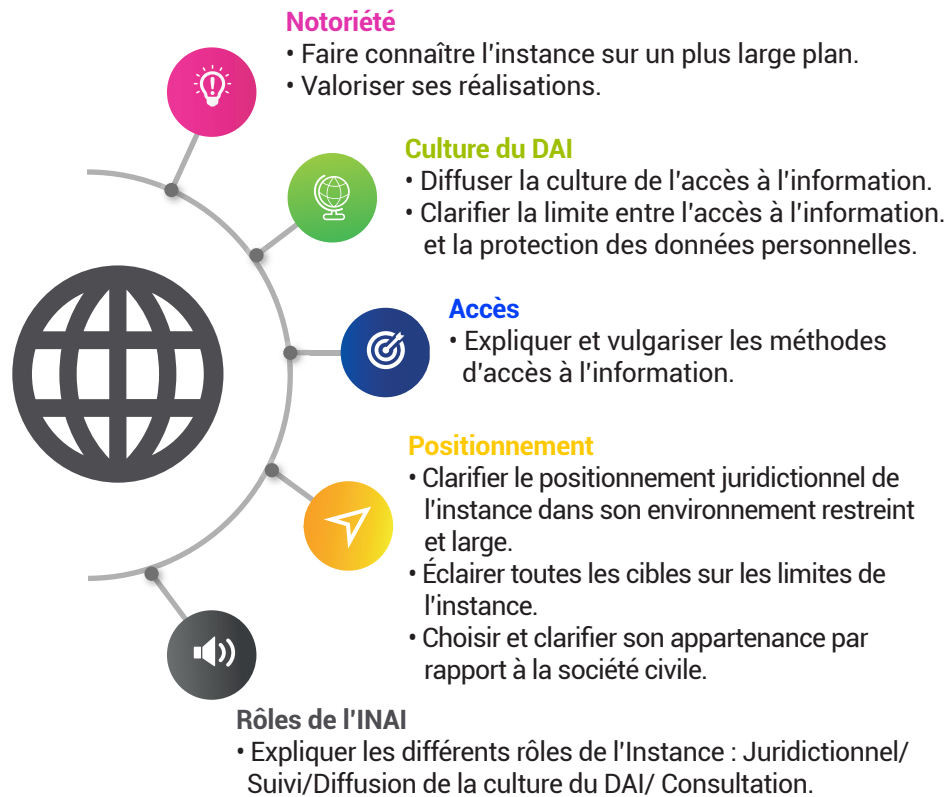 Notoriété
• Faire connaître l'instance sur un plus large plan.
• Valoriser ses réalisations.
Culture du DAI
• Diffuser la culture de l'accès à l'information.
• Clarifier la limite entre l'accès à l'information.
et la protection des données personnelles.
Accès
• Expliquer et vulgariser les méthodes
d'accès à l'information.
Positionnement
• Clarifier le positionnement juridictionnel de
l'instance dans son environnement restreint
et large.
• Éclairer toutes les cibles sur les limites de
l'instance.
• Choisir et clarifier son appartenance par
rapport à la société civile.
Rôles de l'INAI
• Expliquer les différents rôles de l'Instance : Juridictionnel/
Suivi/Diffusion de la culture du DAI/ Consultation.